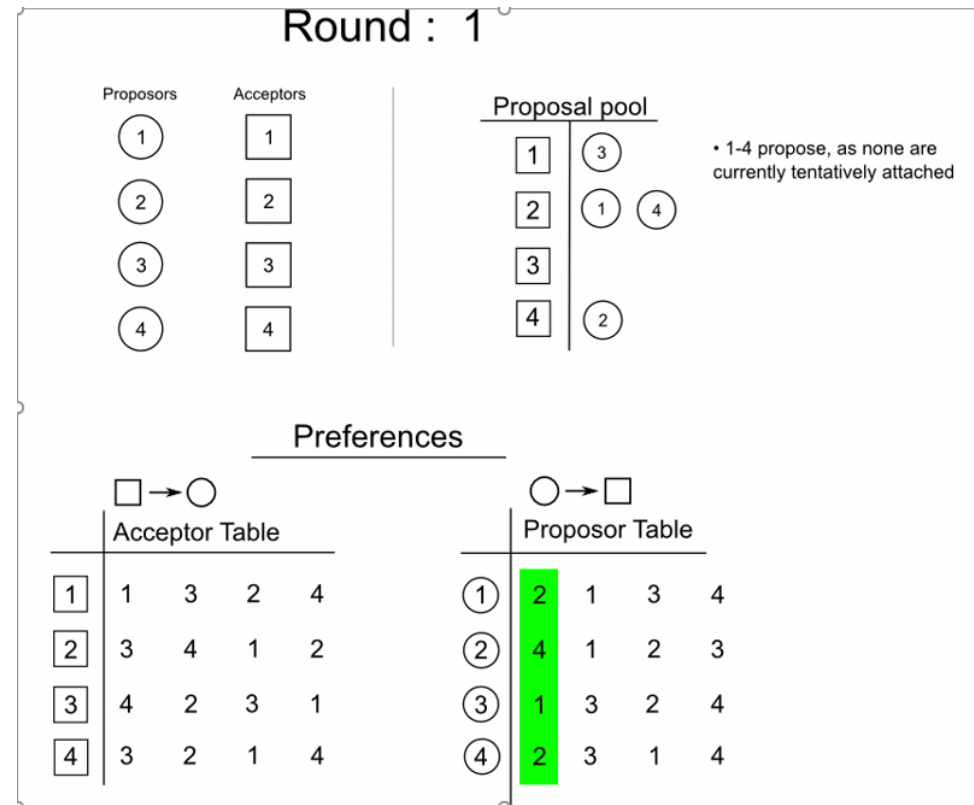 Round : 1
Proposors Acceptors
1 1
2 2
3 3
4 4
Proposal pool
1 3
2 1 4
3
4 2
• 1-4 propose, as none are
currently tentatively attached
Preferences
Acceptor Table
1 1 3 2 4
2 3 4 1 2
3 4 2 3 1
4 3 2 1 4
Proposor Table
1 2 1 3 4
2 4 1 2 3
3 1 3 2 4
4 2 3 1 4